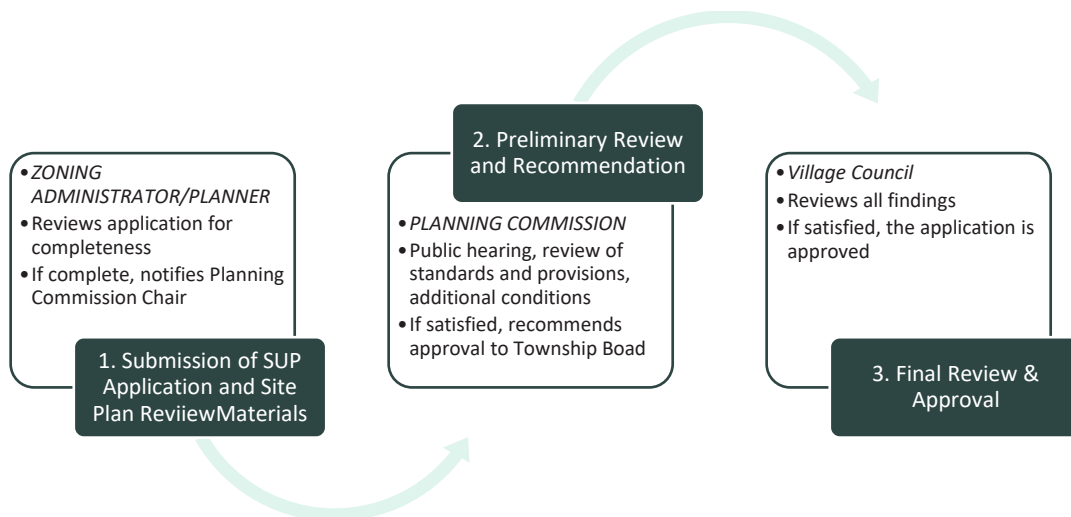 • ZONING
ADMINISTRATOR/PLANNER
• Reviews application for
completeness
• If complete, notifies Planning
Commission Chair
1. Submission of SUP
Application and Site
Plan ReviiewMaterials
2. Preliminary Review
and Recommendation
• PLANNING COMMISSION
• Public hearing, review of
standards and provisions,
additional conditions
• If satisfied, recommends
approval to Township Boad
• Village Council
• Reviews all findings
• If satisfied, the application is
approved
3. Final Review &
Approval